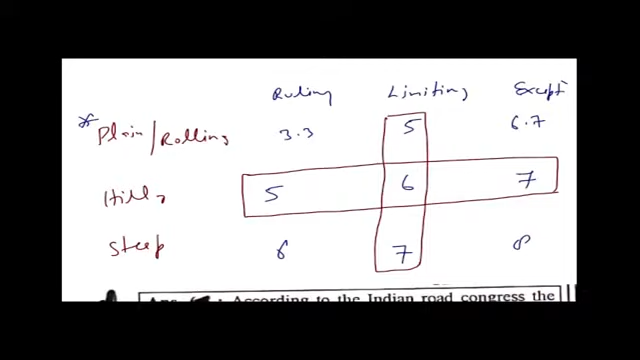 Ruling Limiting Except
* Plain/Rolling 3.3 5 6.7
Hilly 5 6 7
Steep 6 7 8
: According to the Indian road congress the